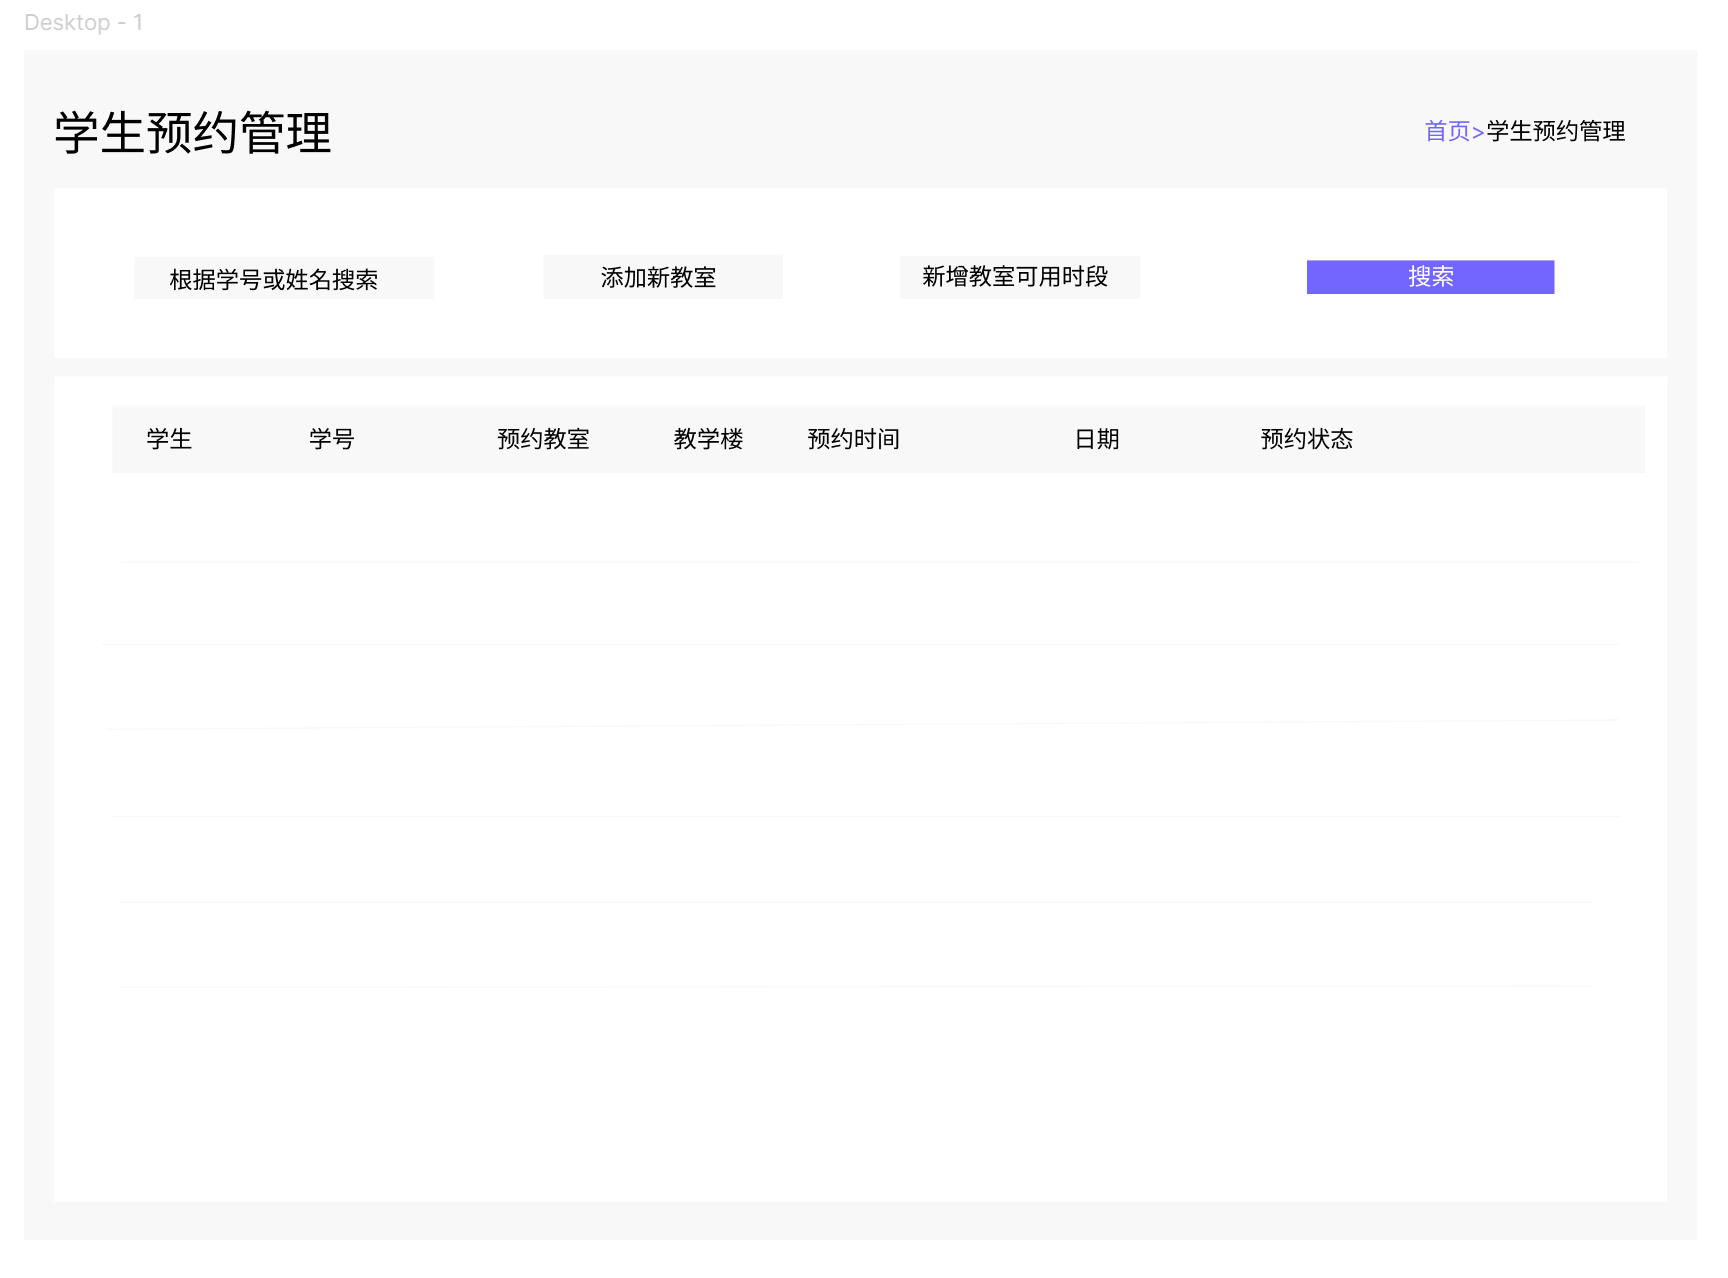 Desktop - 1
学生预约管理
首页>学生预约管理
根据学号或姓名搜索 添加新教室 新增教室可用时段 搜索
学生 学号 预约教室 教学楼 预约时间 日期 预约状态